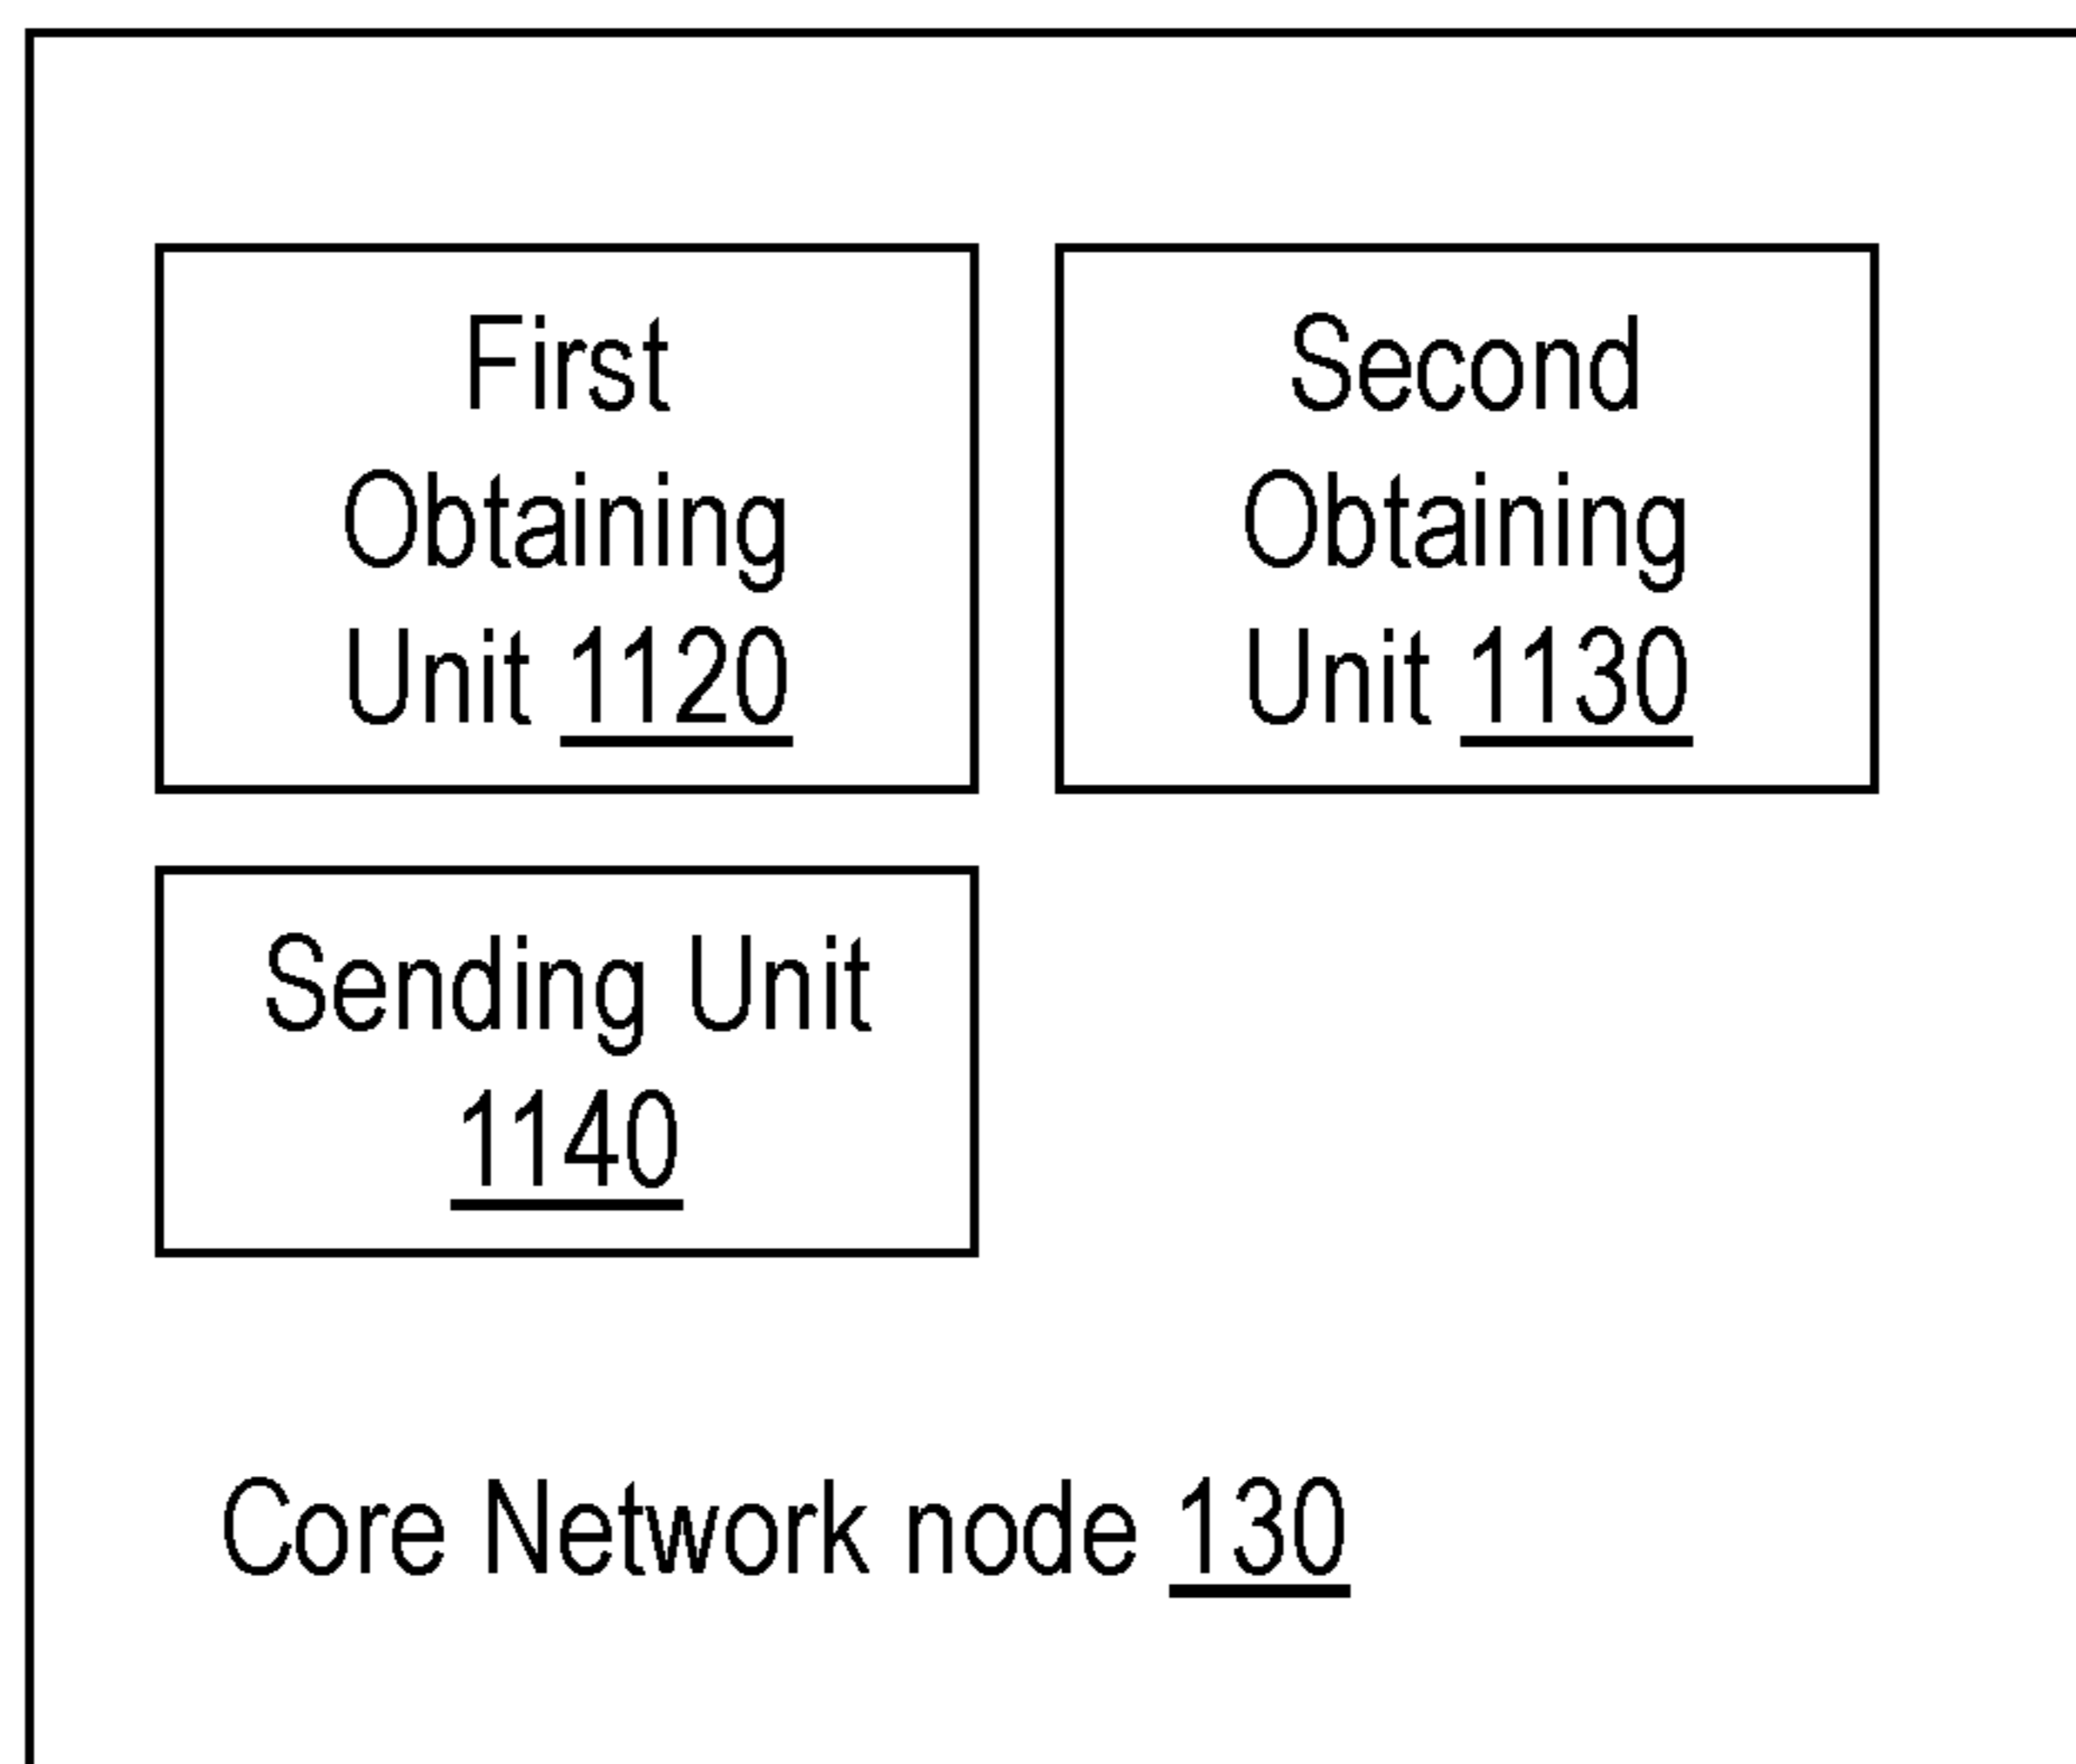 First
Obtaining
Unit 1120
Second
Obtaining
Unit 1130
Sending Unit
1140
Core Network node 130